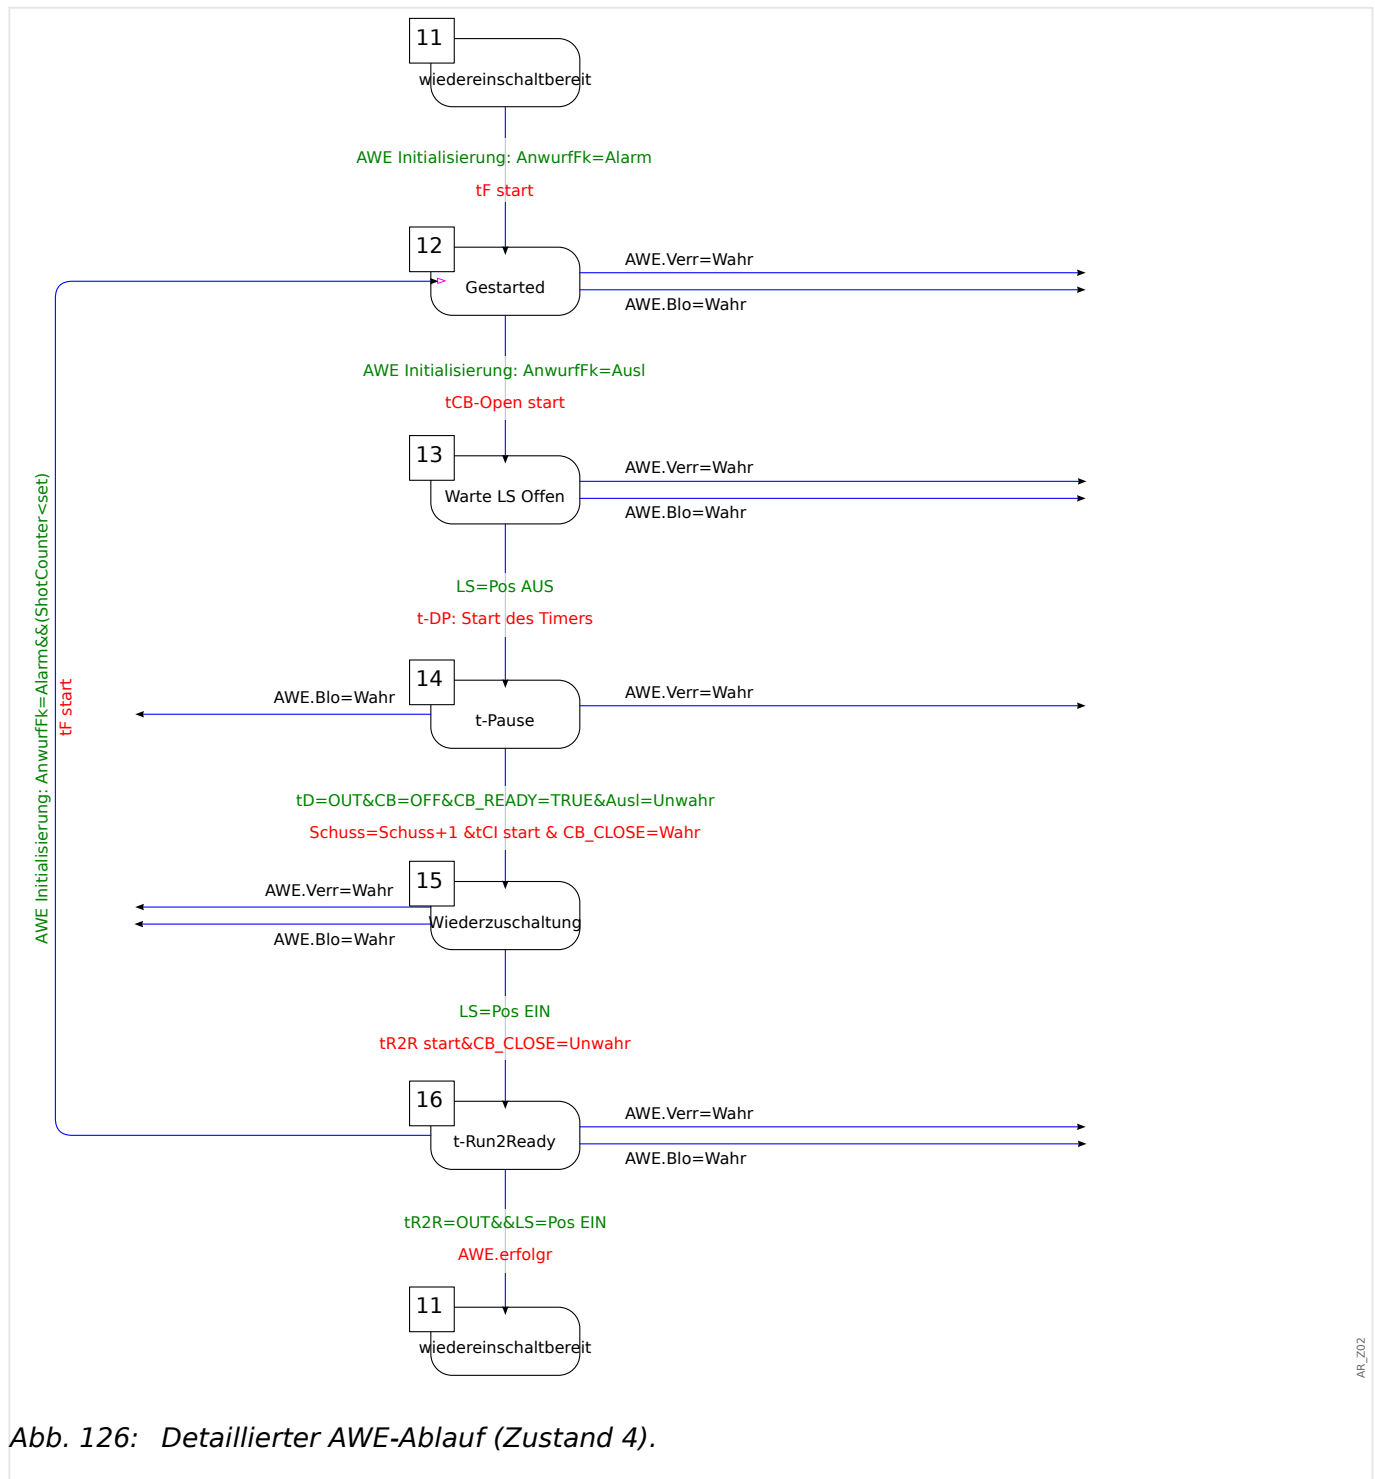 11
wiedereinschaltbereit
AWE Initialisierung: AnwurfFk=Alarm
tF start
12
Gestarted
AWE.Verr=Wahr
AWE.Blo=Wahr
AWE Initialisierung: AnwurfFk=Ausl
tCB-Open start
13
Warte LS Offen
AWE.Verr=Wahr
AWE.Blo=Wahr
AWE Initialisierung: AnwurfFk=Alarm&&(ShotCounter<set)
tF start
LS=Pos AUS
t-DP: Start des Timers
14
t-Pause
AWE.Blo=Wahr
AWE.Verr=Wahr
tD=OUT&CB=OFF&CB_READY=TRUE&Ausl=Unwahr
Schuss=Schuss+1 &tCI start & CB_CLOSE=Wahr
15
Wiederzuschaltung
AWE.Verr=Wahr
AWE.Blo=Wahr
LS=Pos EIN
tR2R start&CB_CLOSE=Unwahr
16
t-Run2Ready
AWE.Verr=Wahr
AWE.Blo=Wahr
tR2R=OUT&&LS=Pos EIN
AWE.erfolgr
11
wiedereinschaltbereit
AR_Z02
Abb. 126: Detaillierter AWE-Ablauf (Zustand 4).